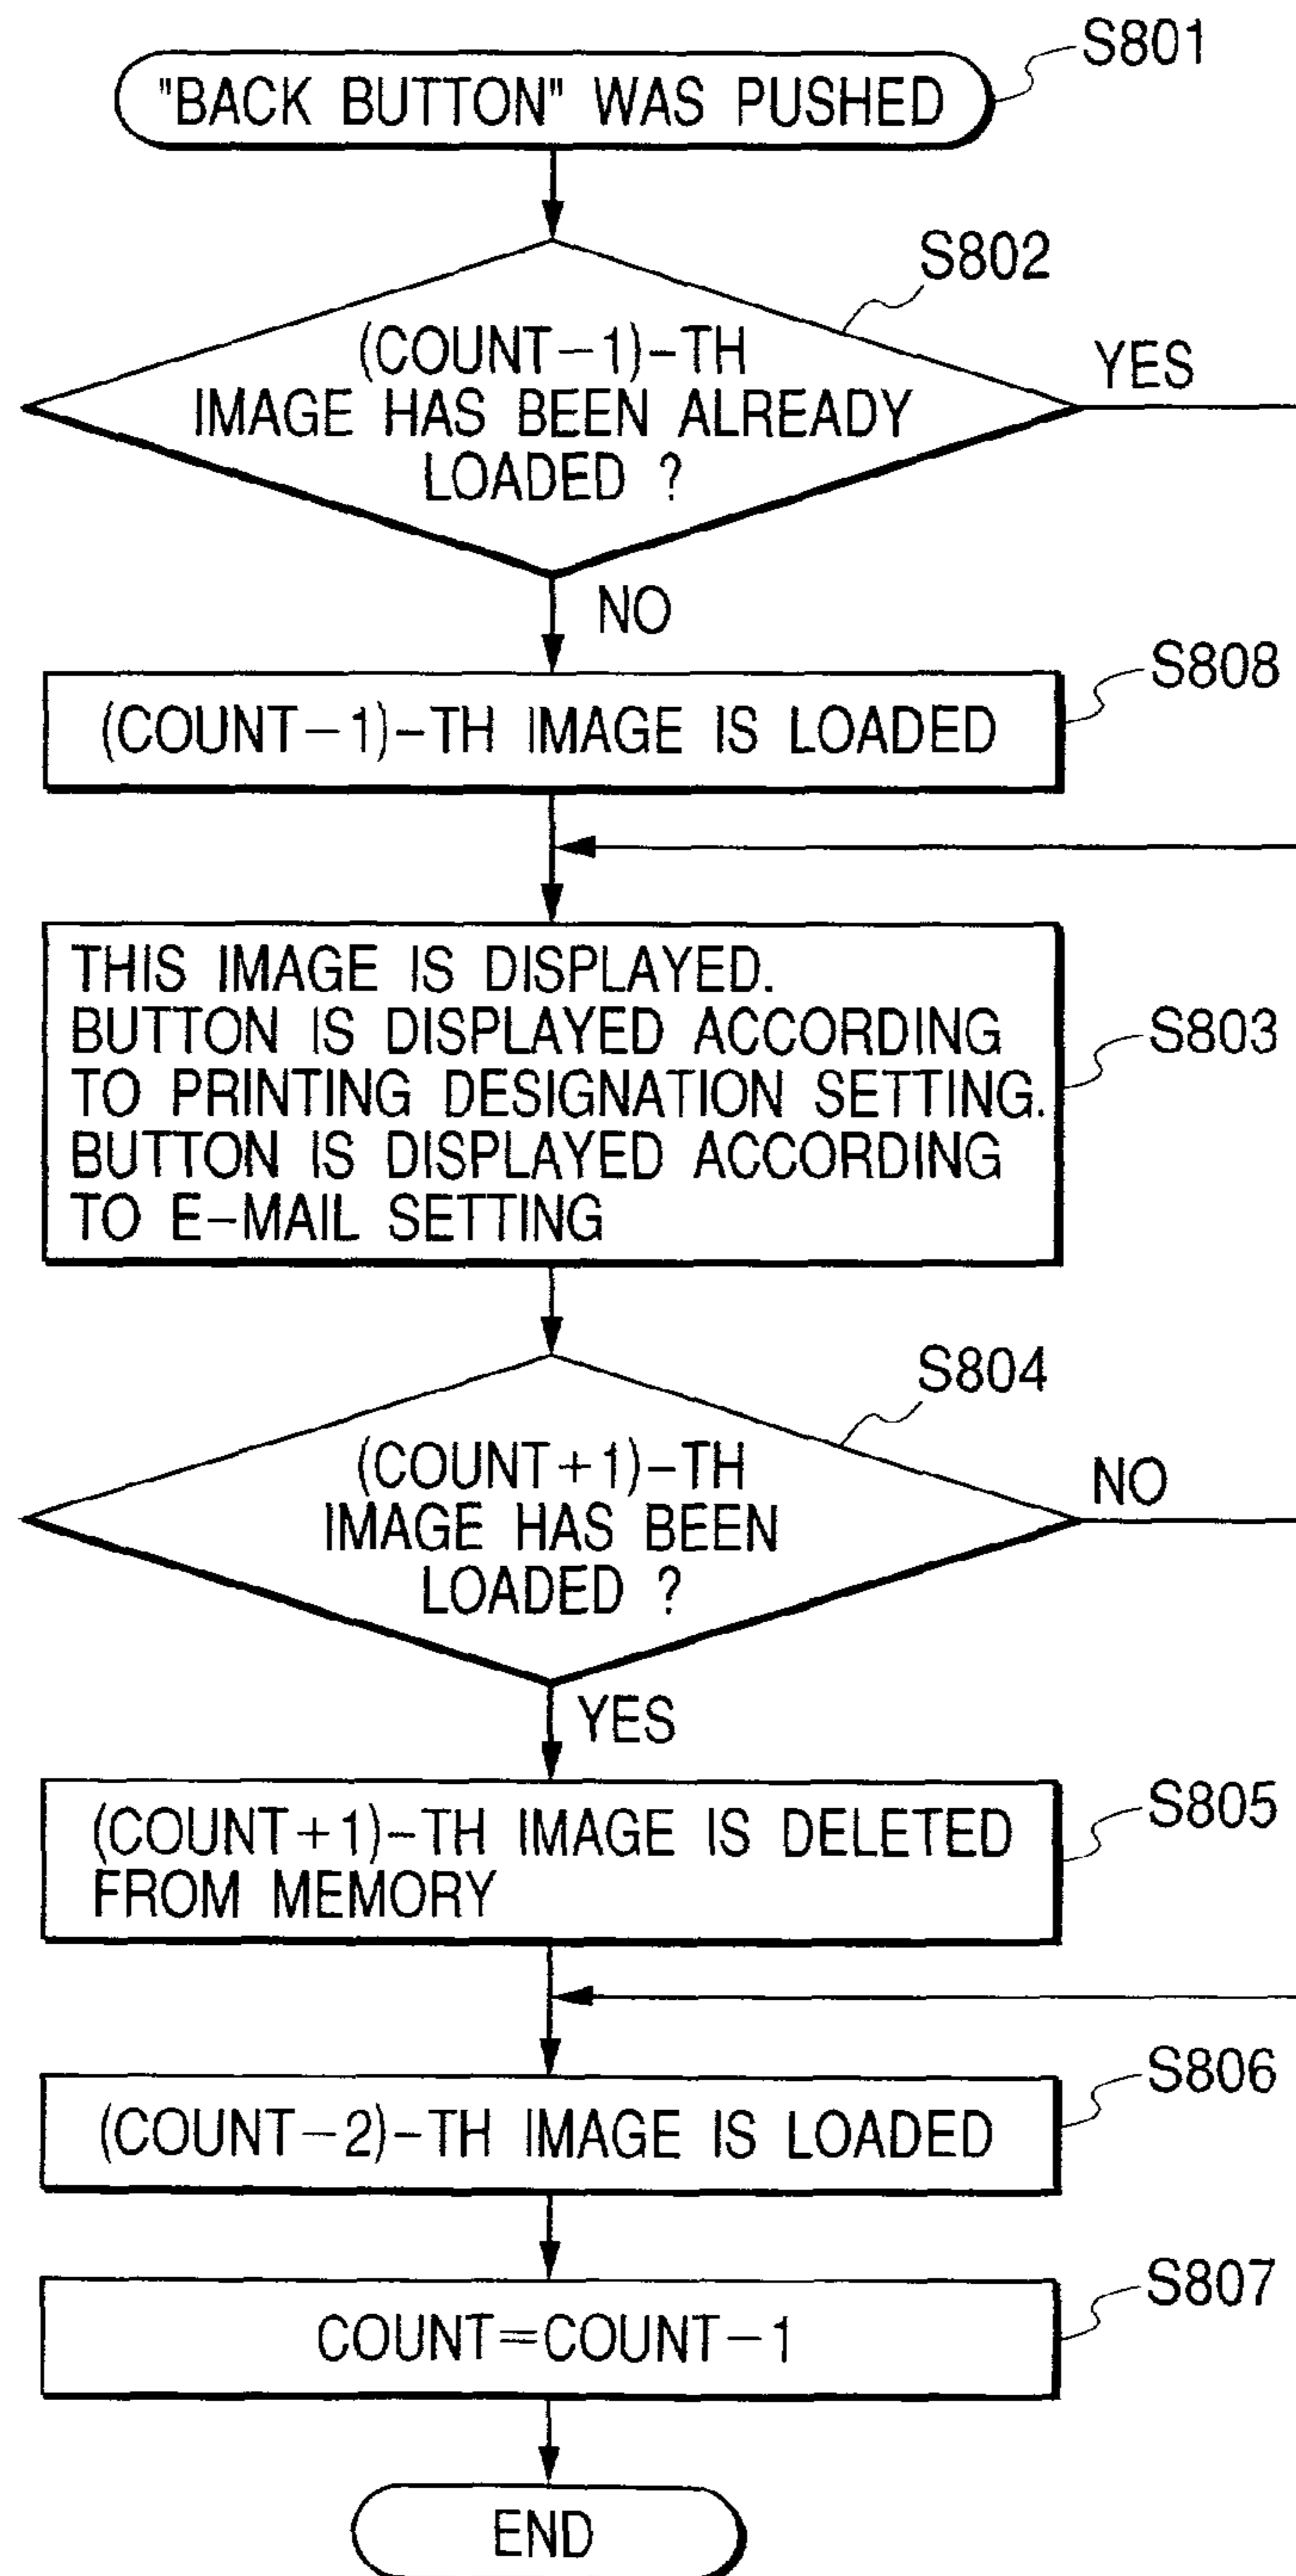 S801
"BACK BUTTON" WAS PUSHED
S802
(COUNT−1)−TH
IMAGE HAS BEEN ALREADY
LOADED ?
YES
NO
S808
(COUNT−1)−TH IMAGE IS LOADED
THIS IMAGE IS DISPLAYED.
BUTTON IS DISPLAYED ACCORDING
TO PRINTING DESIGNATION SETTING.
BUTTON IS DISPLAYED ACCORDING
TO E−MAIL SETTING
S803
S804
(COUNT+1)−TH
IMAGE HAS BEEN
LOADED ?
NO
YES
S805
(COUNT+1)−TH IMAGE IS DELETED
FROM MEMORY
S806
(COUNT−2)−TH IMAGE IS LOADED
S807
COUNT=COUNT−1
END